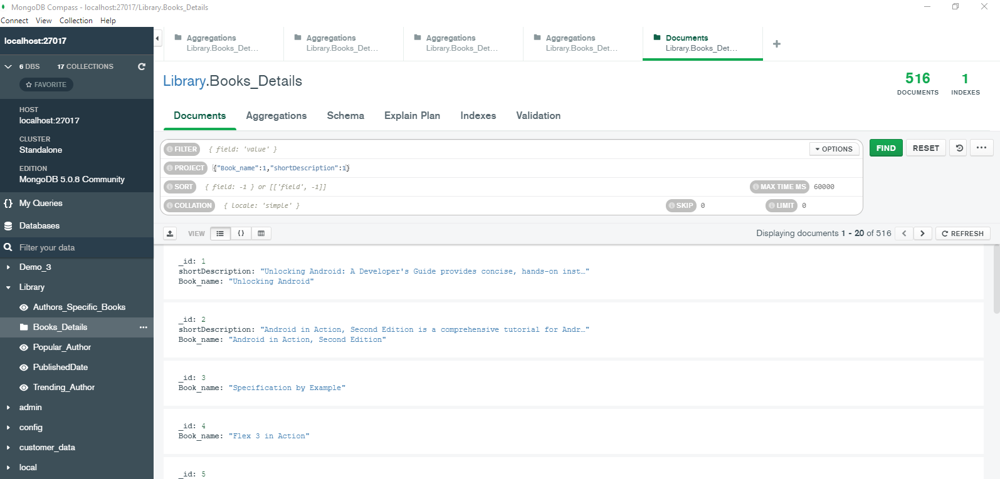 MongoDB Compass - localhost:27017/Library.Books_Details
Connect View Collection Help
localhost:27017
6 DBS 17 COLLECTIONS
FAVORITE
HOST
localhost:27017
CLUSTER
Standalone
EDITION
MongoDB 5.0.8 Community
My Queries
Databases
Filter your data
Demo_3
Library
Authors_Specific_Books
Books_Details
Popular_Author
PublishedDate
Trending_Author
admin
config
customer_data
local
Aggregations
Library.Books_Det...
Aggregations
Library.Books_Det...
Aggregations
Library.Books_Det...
Aggregations
Library.Books_Det...
Documents
Library.Books_Det...
Library.Books_Details
516
DOCUMENTS
1
INDEXES
Documents Aggregations Schema Explain Plan Indexes Validation
FILTER { field: 'value' } OPTIONS
FIND RESET
PROJECT {"Book_name":1,"shortDescription":1}
SORT { field: -1 } or [['field', -1]] MAX TIME MS 60000
COLLATION { locale: 'simple' } SKIP 0 LIMIT 0
VIEW {} Displaying documents 1 - 20 of 516 REFRESH
_id: 1
shortDescription: "Unlocking Android: A Developer's Guide provides concise, hands-on inst…"
Book_name: "Unlocking Android"
_id: 2
shortDescription: "Android in Action, Second Edition is a comprehensive tutorial for Andr…"
Book_name: "Android in Action, Second Edition"
_id: 3
Book_name: "Specification by Example"
_id: 4
Book_name: "Flex 3 in Action"
_id: 5